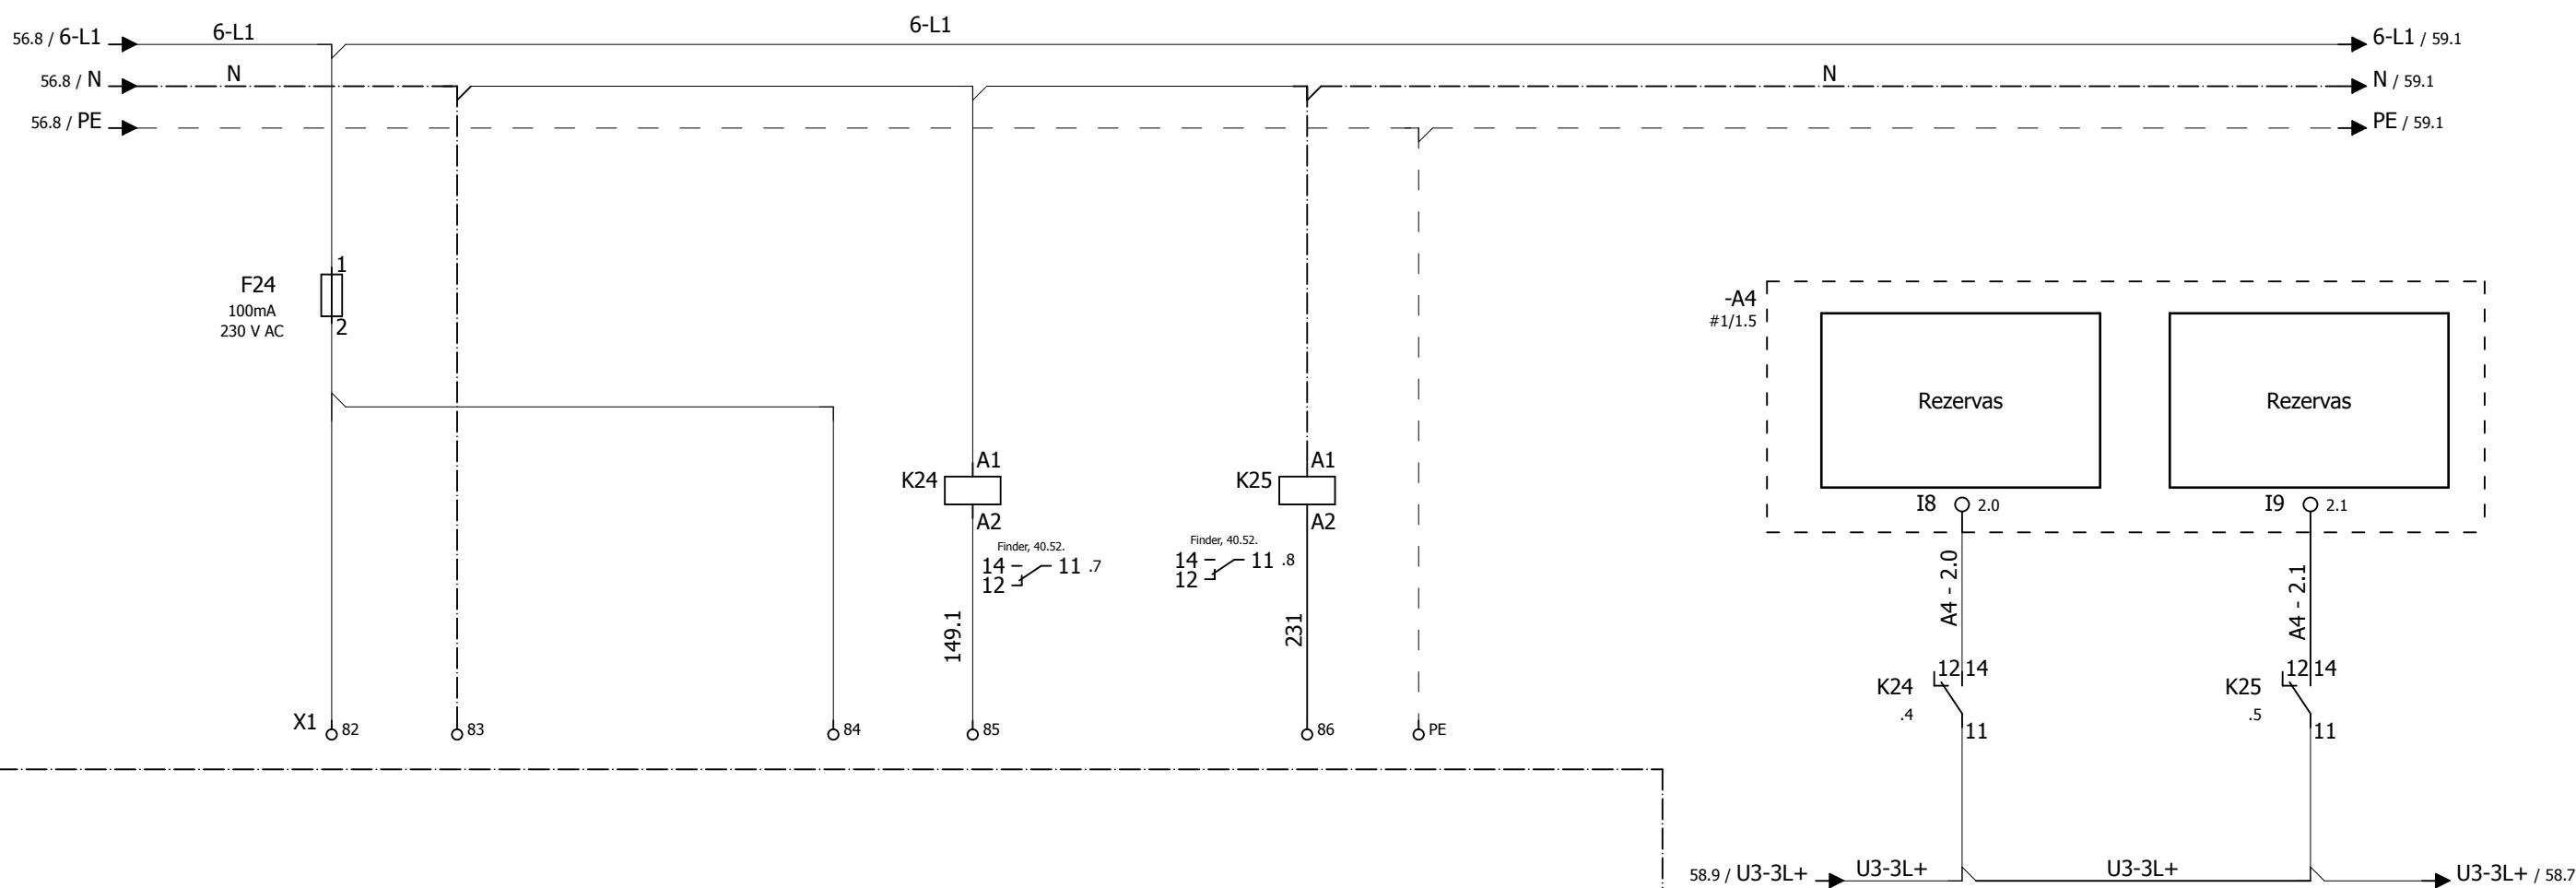 56.8 / 6-L1
6-L1
6-L1
6-L1 / 59.1
56.8 / N
N
N
N / 59.1
56.8 / PE
PE / 59.1
F24
100mA
230 V AC
1
2
-A4
#1/1.5
Rezervas
Rezervas
I8
2.0
I9
2.1
K24
A1
A2
K25
A1
A2
Finder, 40.52.
14
12
11 .7
Finder, 40.52.
14
12
11 .8
149.1
231
A4 - 2.0
A4 - 2.1
K24
.4
12 14
11
K25
.5
12 14
11
X1
82
83
84
85
86
PE
58.9 / U3-3L+
U3-3L+
U3-3L+
U3-3L+ / 58.7